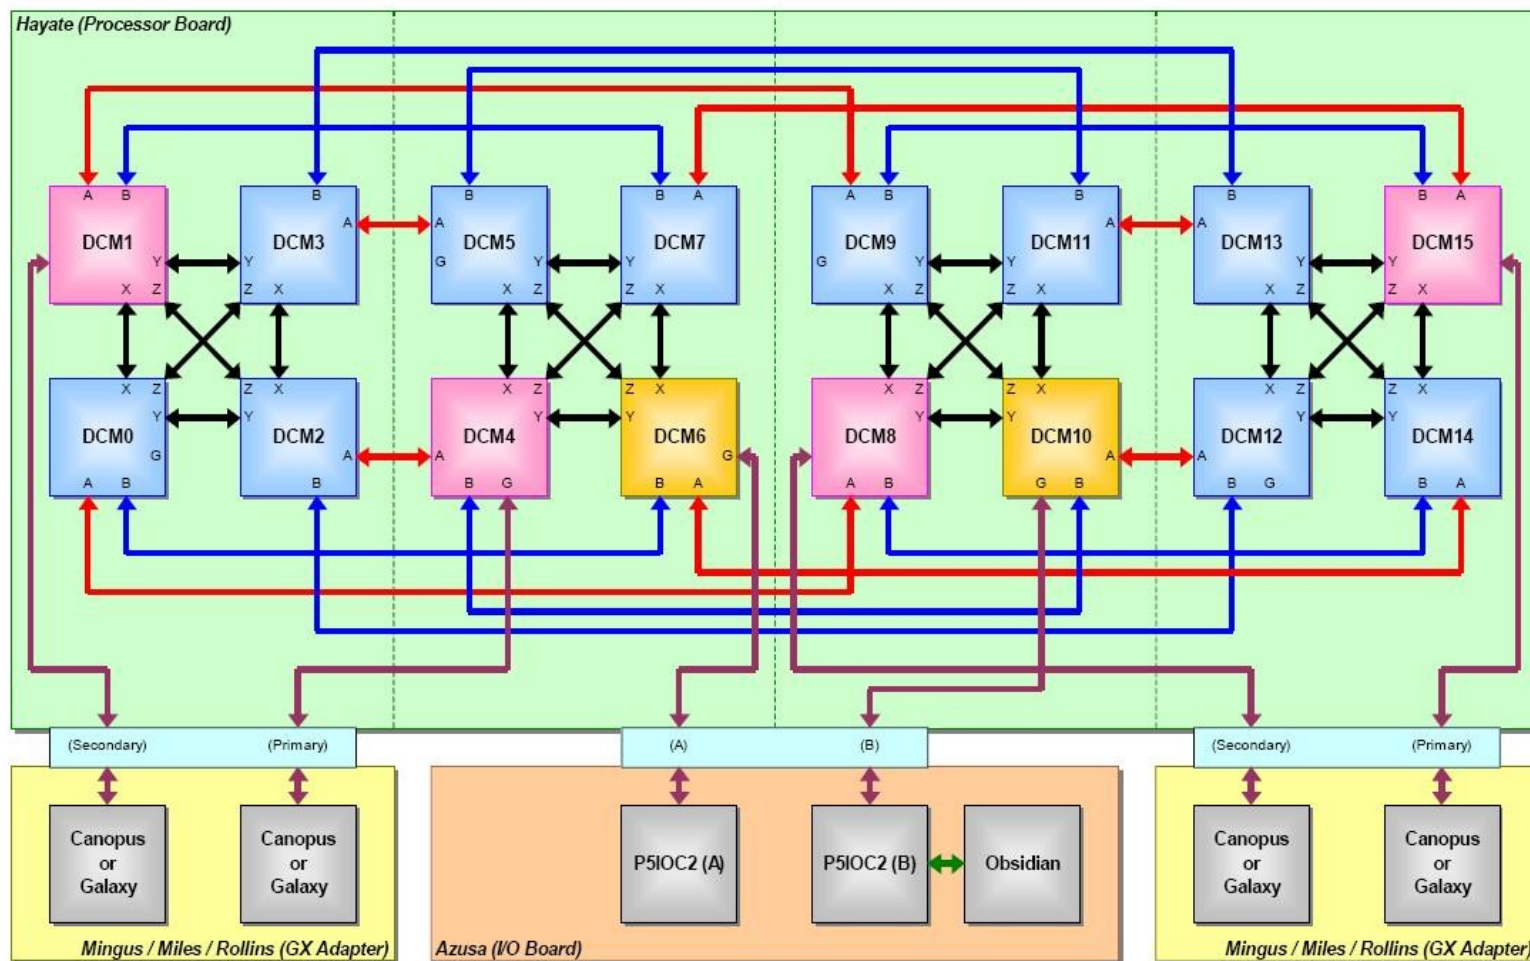 Hayate (Processor Board)
A B B B B A A B B B B A
A A A A
DCM1 DCM3 DCM5 DCM7 DCM9 DCM11 DCM13 DCM15
Y Y G Y Y G Y Y Y Y
X Z Z X X Z Z X X Z Z X X Z Z X
X Z Z X X Z Z X X Z Z X X Z Z X
Y Y Y Y Y Y Y Y
DCM0 DCM2 DCM4 DCM6 DCM8 DCM10 DCM12 DCM14
G A A G A A
A B B B G B A A B G B B G B A
(Secondary) (Primary) (A) (B) (Secondary) (Primary)
Canopus
or
Galaxy
Canopus
or
Galaxy
P5IOC2 (A)
P5IOC2 (B)
Obsidian
Canopus
or
Galaxy
Canopus
or
Galaxy
Mingus / Miles / Rollins (GX Adapter)
Azusa (I/O Board)
Mingus / Miles / Rollins (GX Adapter)